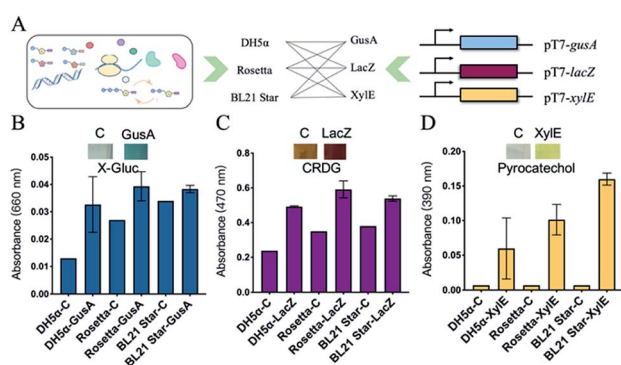 A
DH5α
Rosetta
BL21 Star
GusA
LacZ
XylE
pT7-gusA
pT7-lacZ
pT7-xylE
B
C GusA
X-Gluc
Absorbance (660 nm)
0.05
0.04
0.03
0.02
0.01
0.00
DH5α-C
DH5α-GusA
Rosetta-C
Rosetta-GusA
BL21 Star-C
BL21 Star-GusA
C
C LacZ
CRDG
Absorbance (470 nm)
0.8
0.6
0.4
0.2
0.0
DH5α-C
DH5α-LacZ
Rosetta-C
Rosetta-LacZ
BL21 Star-C
BL21 Star-LacZ
D
C XylE
Pyrocatechol
Absorbance (390 nm)
0.20
0.15
0.10
0.05
0.00
DH5α-C
DH5α-XylE
Rosetta-C
Rosetta-XylE
BL21 Star-C
BL21 Star-XylE